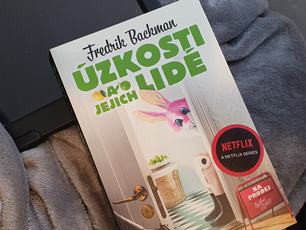 Fredrik Backman
ÚZKOSTI
A JEJICH
LIDÉ
NETFLIX
A NETFLIX SERIES
NA
PRODEJ